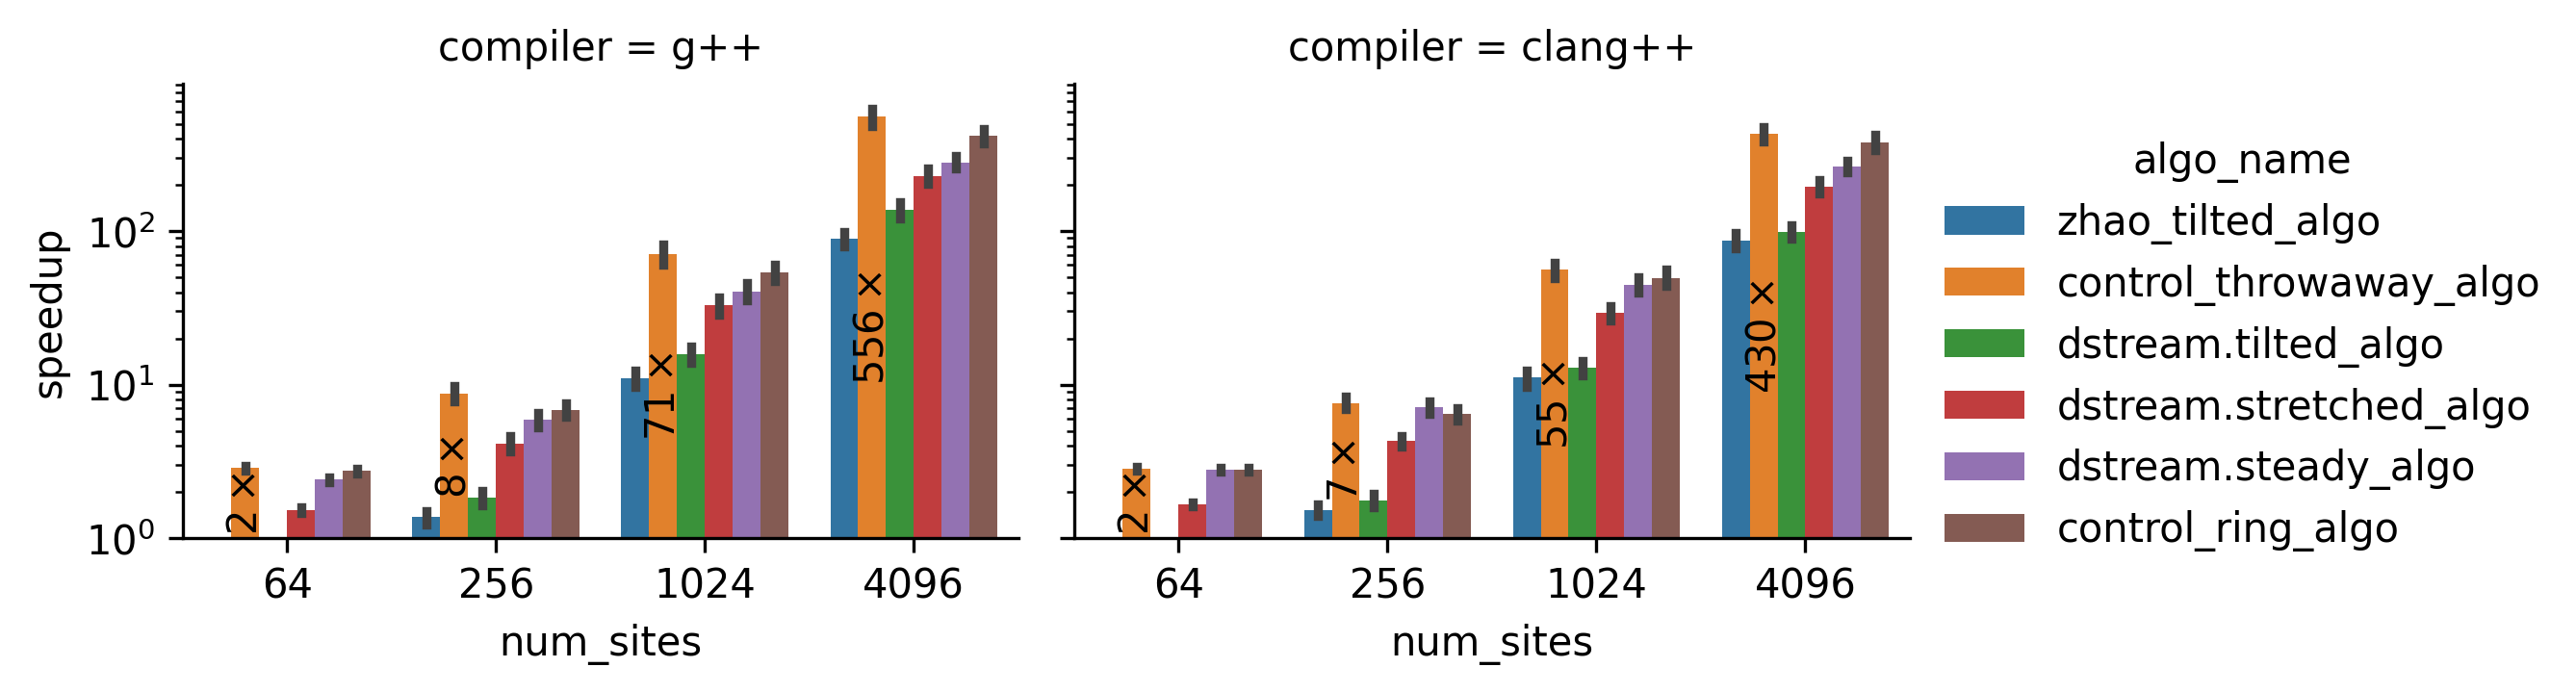 compiler = g++
compiler = clang++
speedup
10²
10¹
10⁰
2×
8×
71×
556×
2×
7×
55×
430×
64
256
1024
4096
64
256
1024
4096
num_sites
num_sites
algo_name
zhao_tilted_algo
control_throwaway_algo
dstream.tilted_algo
dstream.stretched_algo
dstream.steady_algo
control_ring_algo